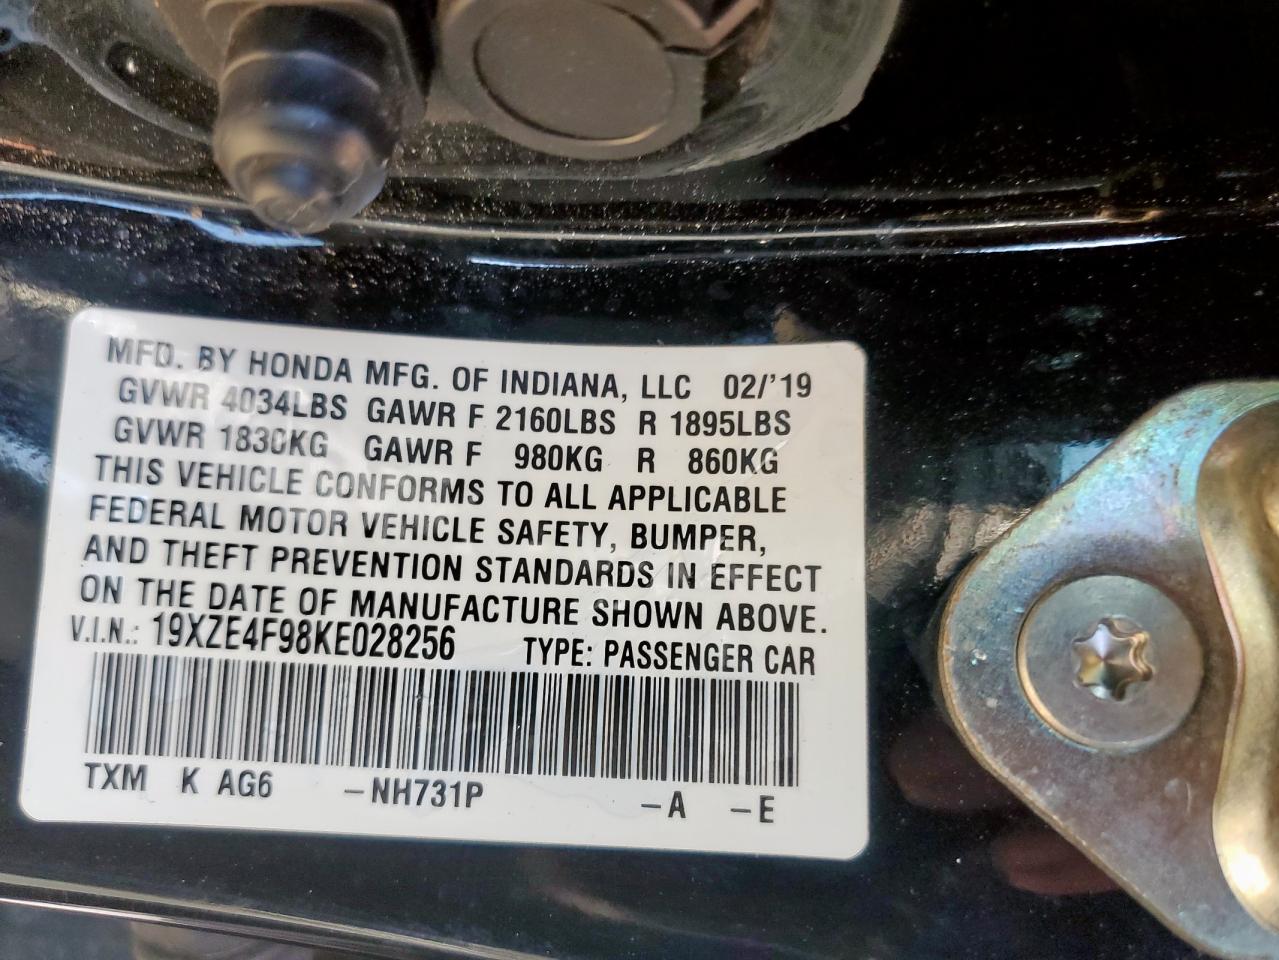 MFD. BY HONDA MFG. OF INDIANA, LLC 02/'19
GVWR 4034LBS GAWR F 2160LBS R 1895LBS
GVWR 1830KG GAWR F 980KG R 860KG
THIS VEHICLE CONFORMS TO ALL APPLICABLE
FEDERAL MOTOR VEHICLE SAFETY, BUMPER,
AND THEFT PREVENTION STANDARDS IN EFFECT
ON THE DATE OF MANUFACTURE SHOWN ABOVE.
V.I.N.: 19XZE4F98KE028256 TYPE: PASSENGER CAR
TXM K AG6 -NH731P -A -E